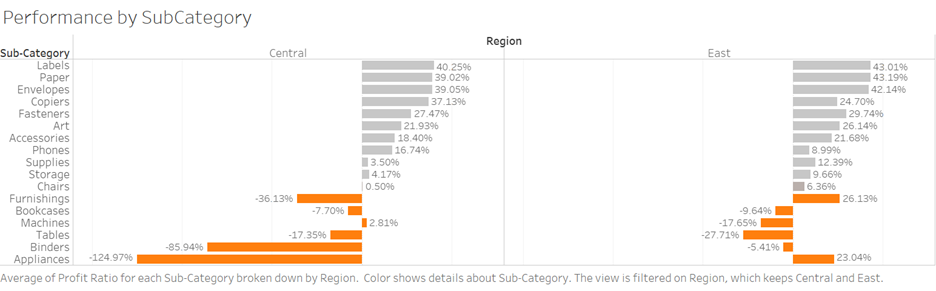 Performance by SubCategory
Region
Sub-Category Central East
Labels 40.25% 43.01%
Paper 39.02% 43.19%
Envelopes 39.05% 42.14%
Copiers 37.13% 24.70%
Fasteners 27.47% 29.74%
Art 21.93% 26.14%
Accessories 18.40% 21.68%
Phones 16.74% 8.99%
Supplies 3.50% 12.39%
Storage 4.17% 9.66%
Chairs 0.50% 6.36%
Furnishings -36.13% 26.13%
Bookcases -7.70% -9.64%
Machines 2.81% -17.65%
Tables -17.35% -27.71%
Binders -85.94% -5.41%
Appliances -124.97% 23.04%
Average of Profit Ratio for each Sub-Category broken down by Region.  Color shows details about Sub-Category. The view is filtered on Region, which keeps Central and East.